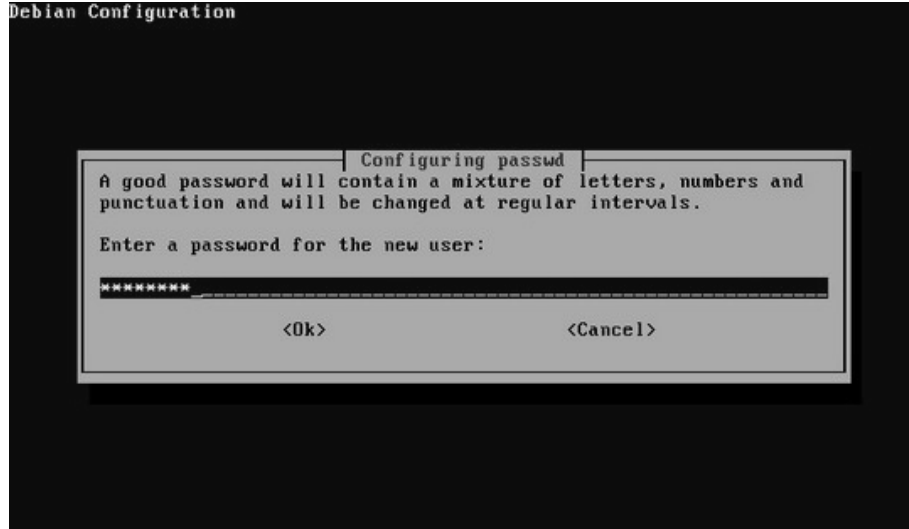 Debian Configuration
Configuring passwd
A good password will contain a mixture of letters, numbers and
punctuation and will be changed at regular intervals.
Enter a password for the new user:
********
<Ok> <Cancel>